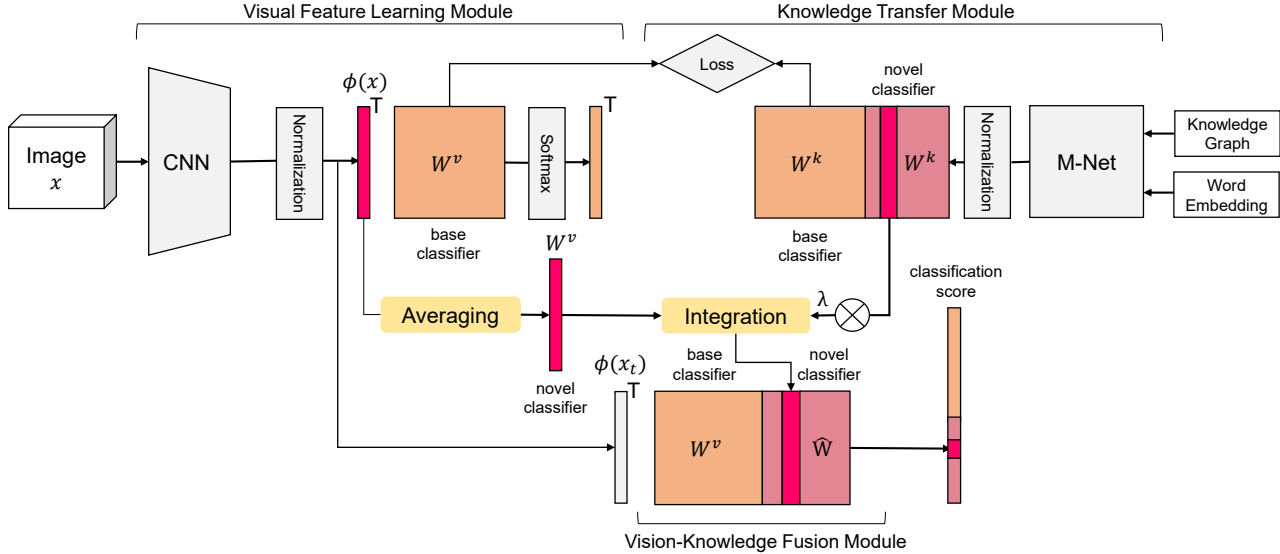 Visual Feature Learning Module
Knowledge Transfer Module
Image
x
CNN
Normalization
ϕ(x)
T
W^v
base
classifier
Softmax
T
Loss
novel
classifier
W^k
W^k
base
classifier
Normalization
M-Net
Knowledge
Graph
Word
Embedding
Averaging
W^v
novel
classifier
Integration
λ
classification
score
ϕ(x_t)
T
base
classifier
novel
classifier
W^v
Ŵ
Vision-Knowledge Fusion Module